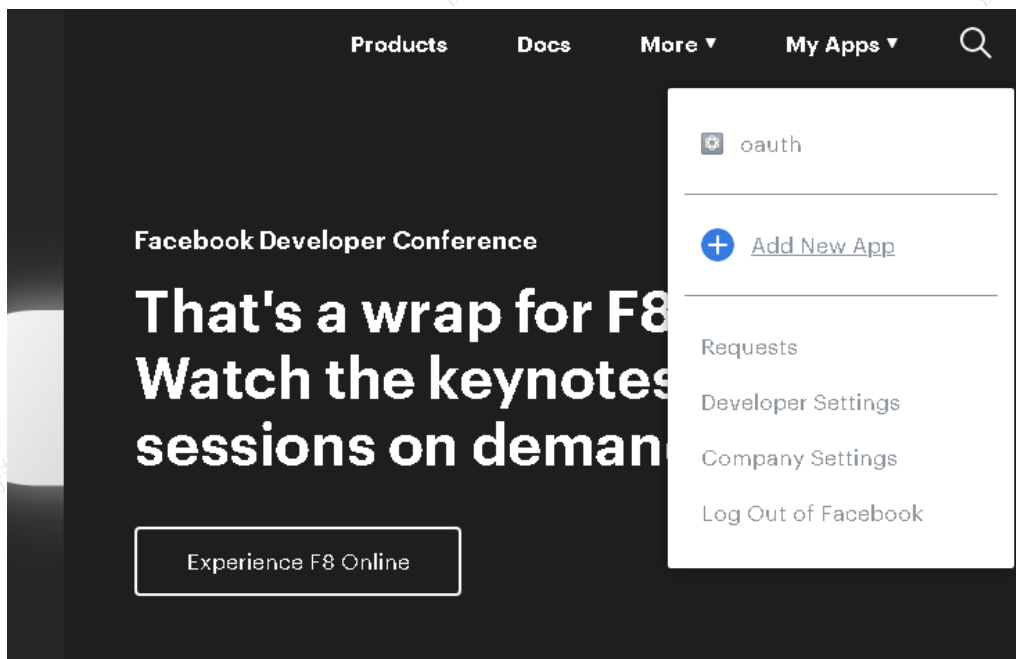 Products Docs More ▼ My Apps ▼
oauth
Add New App
Requests
Developer Settings
Company Settings
Log Out of Facebook
Facebook Developer Conference
That's a wrap for F8
Watch the keynotes
sessions on deman
Experience F8 Online